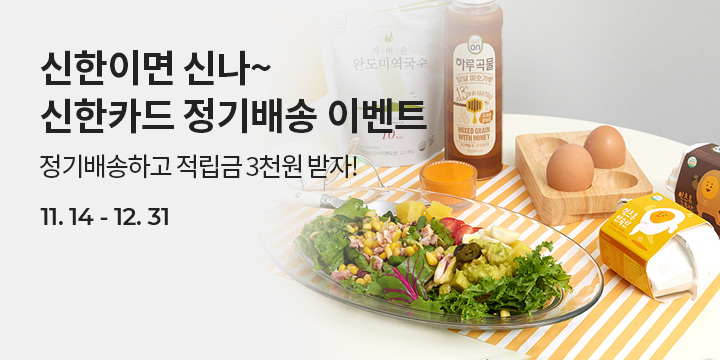 신한이면 신나~
신한카드 정기배송 이벤트
정기배송하고 적립금 3천원 받자!
11. 14 - 12. 31
완도미역국수
on
하루곡물
MIXED GRAIN
WITH HONEY